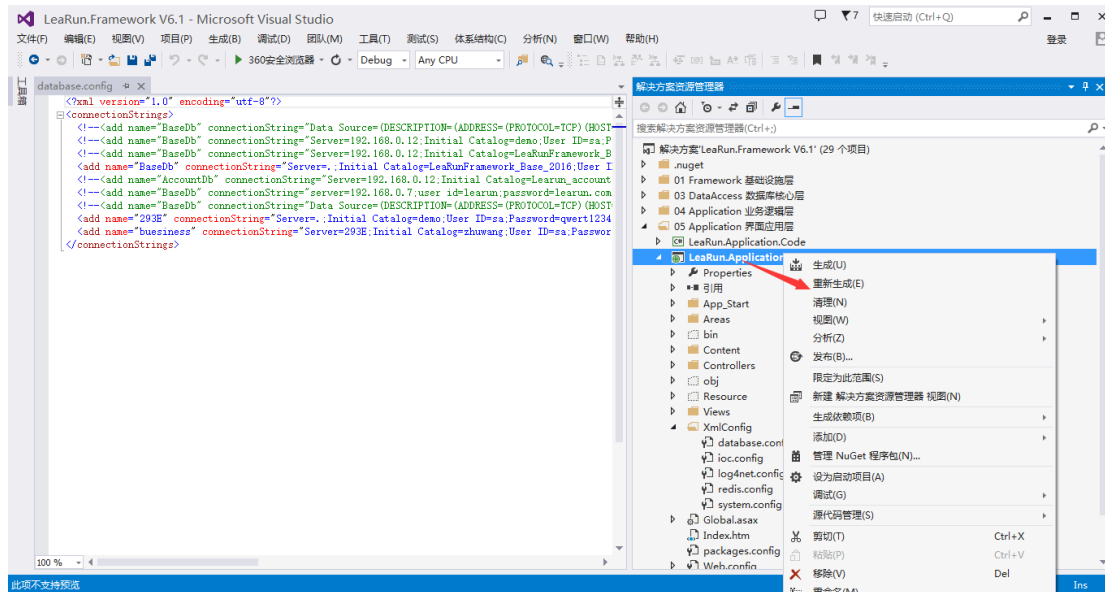 LeaRun.Framework V6.1 - Microsoft Visual Studio
7
快速启动 (Ctrl+Q)
文件(F) 编辑(E) 视图(V) 项目(P) 生成(B) 调试(D) 团队(M) 工具(T) 测试(S) 体系结构(C) 分析(N) 窗口(W) 帮助(H)
登录
360安全浏览器 Debug Any CPU
工具箱
database.config
<?xml version="1.0" encoding="utf-8"?>
<connectionStrings>
<!--<add name="BaseDb" connectionString="Data Source=(DESCRIPTION=(ADDRESS=(PROTOCOL=TCP)(HOST
<!--<add name="BaseDb" connectionString="Server=192.168.0.12;Initial Catalog=demo;User ID=sa;P
<!--<add name="BaseDb" connectionString="Server=192.168.0.12;Initial Catalog=LeaRunFramework_B
<add name="BaseDb" connectionString="Server=.;Initial Catalog=LeaRunFramework_Base_2016;User I
<!--<add name="AccountDb" connectionString="Server=192.168.0.12;Initial Catalog=Learun_account
<!--<add name="BaseDb" connectionString="server=192.168.0.7;user id=learun;password=learun.com
<!--<add name="BaseDb" connectionString="Data Source=(DESCRIPTION=(ADDRESS=(PROTOCOL=TCP)(HOST
<add name="293E" connectionString="Server=.;Initial Catalog=demo;User ID=sa;Password=qwert1234
<add name="buesiness" connectionString="Server=293E;Initial Catalog=zhuwang;User ID=sa;Passwor
</connectionStrings>
100 %
解决方案资源管理器
搜索解决方案资源管理器(Ctrl+;)
解决方案'LeaRun.Framework V6.1' (29 个项目)
.nuget
01 Framework 基础设施层
03 DataAccess 数据库核心层
04 Application 业务逻辑层
05 Application 界面应用层
LeaRun.Application.Code
LeaRun.Application
Properties
引用
App_Start
Areas
bin
Content
Controllers
obj
Resource
Views
XmlConfig
database.conf
ioc.config
log4net.config
redis.config
system.config
Global.asax
Index.htm
packages.config
Web.config
生成(U)
重新生成(E)
清理(N)
视图(W)
分析(Z)
发布(B)...
限定为此范围(S)
新建 解决方案资源管理器 视图(N)
生成依赖项(B)
添加(D)
管理 NuGet 程序包(N)...
设为启动项目(A)
调试(G)
源代码管理(S)
剪切(T) Ctrl+X
粘贴(P) Ctrl+V
移除(V) Del
重命名(M)
此项不支持预览
Ins